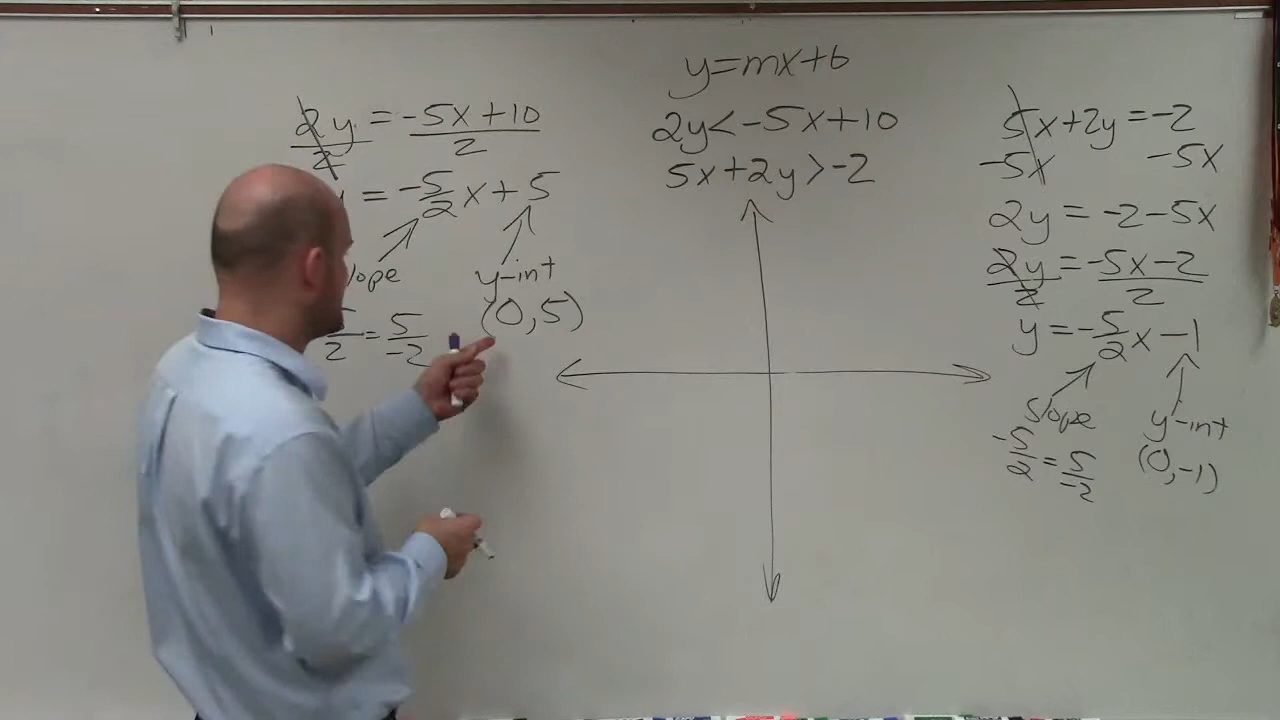 y=mx+b
2y<-5x+10
5x+2y>-2
2y = -5x+10
2 2
= -5/2 x + 5
slope
y-int
(0,5)
2 = 5/-2
5x+2y=-2
-5x -5x
2y = -2-5x
2y = -5x-2
2 2
y = -5/2 x -1
slope y-int
-5/2 = 5/-2 (0,-1)